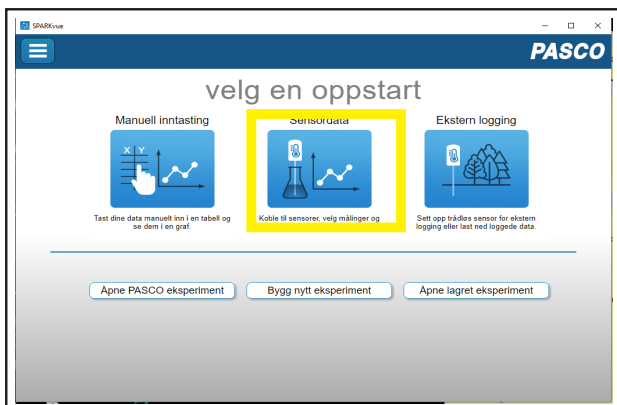 SPARKvue
PASCO
velg en oppstart
Manuell inntasting
Sensordata
Ekstern logging
X Y
Tast dine data manuelt inn i en tabell og
se dem i en graf.
Koble til sensorer, velg målinger og
Sett opp trådløs sensor for ekstern
logging eller last ned loggede data.
Åpne PASCO eksperiment
Bygg nytt eksperiment
Åpne lagret eksperiment